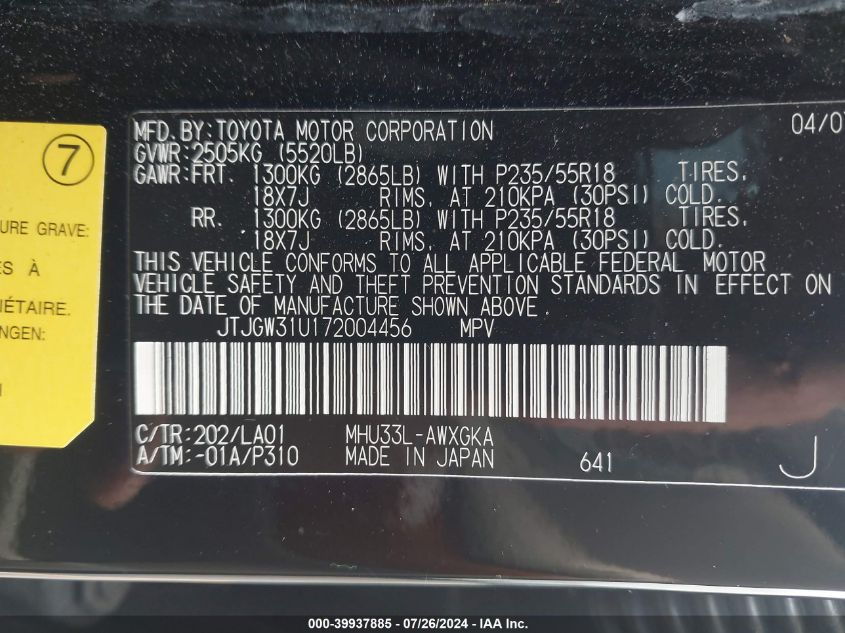 7
URE GRAVE:
ES À
IÉTAIRE.
NGEN:
MFD.BY:TOYOTA MOTOR CORPORATION 04/07
GVWR:2505KG (5520LB)
GAWR:FRT. 1300KG (2865LB) WITH P235/55R18 TIRES,
18X7J RIMS, AT 210KPA (30PSI) COLD.
RR. 1300KG (2865LB) WITH P235/55R18 TIRES,
18X7J RIMS, AT 210KPA (30PSI) COLD.
THIS VEHICLE CONFORMS TO ALL APPLICABLE FEDERAL MOTOR
VEHICLE SAFETY AND THEFT PREVENTION STANDARDS IN EFFECT ON
THE DATE OF MANUFACTURE SHOWN ABOVE.
JTJGW31U172004456 MPV
C/TR:202/LA01 MHU33L-AWXGKA
A/TM:-01A/P310 MADE IN JAPAN 641 J
000-39937885 / 07/26/2024 - IAA Inc.